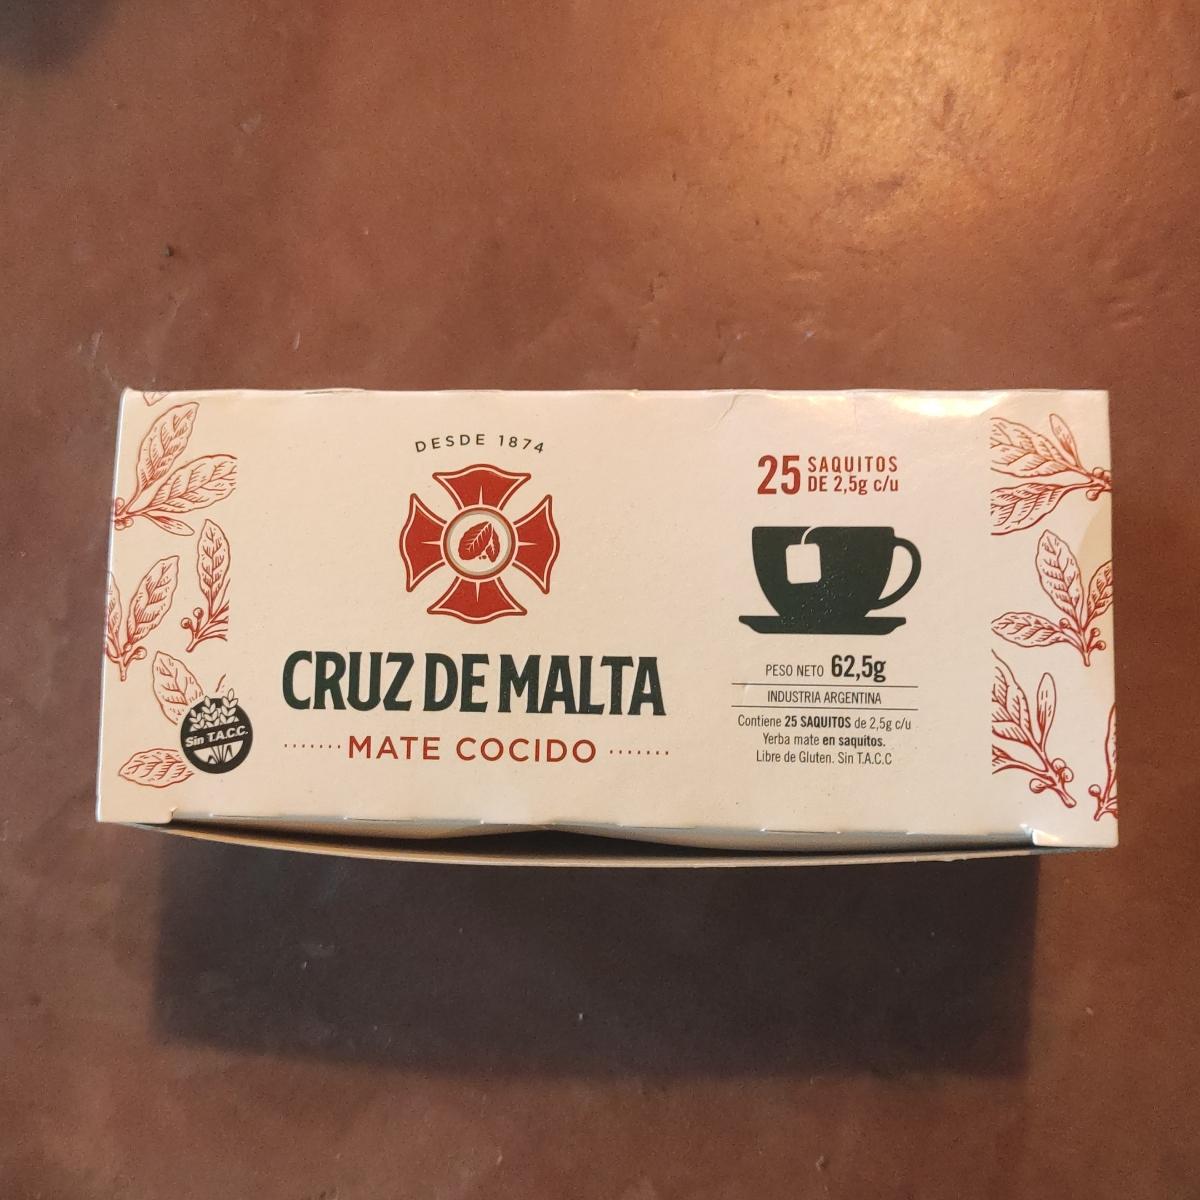 DESDE 1874
CRUZ DE MALTA
MATE COCIDO
Sin T.A.C.C.
25 SAQUITOS
DE 2,5g c/u
PESO NETO 62,5g
INDUSTRIA ARGENTINA
Contiene 25 SAQUITOS de 2,5g c/u
Yerba mate en saquitos.
Libre de Gluten. Sin T.A.C.C